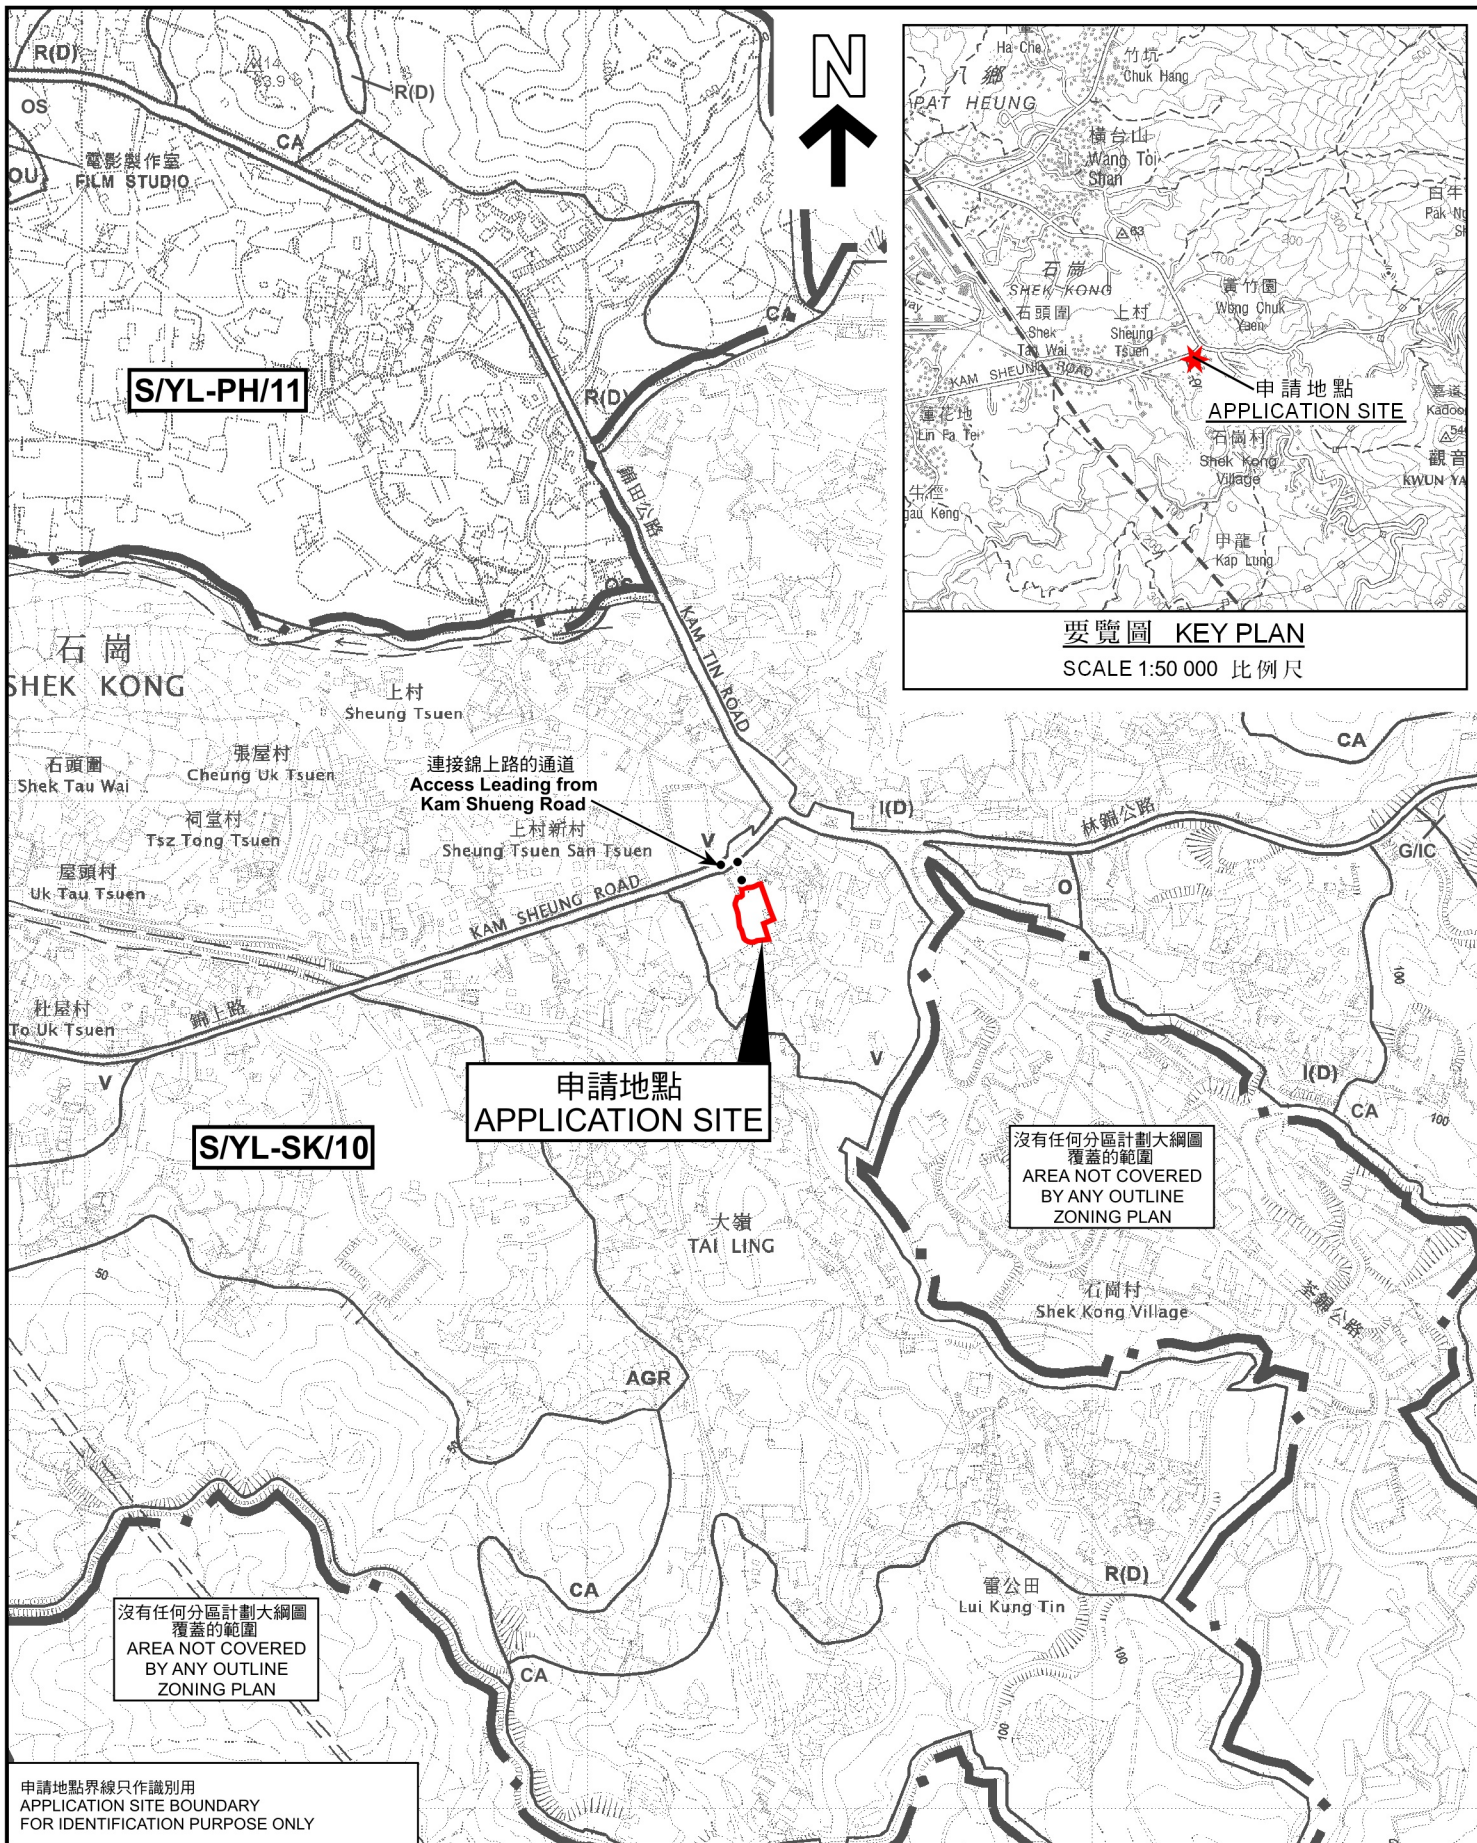 R(D)
OS
R(D)
CA
電影製作室
FILM STUDIO
OU
S/YL-PH/11
CA
R(D)
錦田公路
OS
KAM TIN ROAD
N
八鄉
PAT HEUNG
Ha Che
竹坑
Chuk Hang
橫台山
Wang Toi
Shan
63
石崗
SHEK KONG
石頭圍
Shek
Tau Wai
上村
Sheung
Tsuen
黃竹園
Wong Chuk
Yuen
KAM SHEUNG ROAD
申請地點
APPLICATION SITE
蓮花地
Lin Fa Tei
石崗村
Shek Kong
Village
牛徑
甲龍
Kap Lung
觀音
要覽圖 KEY PLAN
SCALE 1:50 000 比例尺
石崗
SHEK KONG
上村
Sheung Tsuen
張屋村
Cheung Uk Tsuen
石頭圍
Shek Tau Wai
連接錦上路的通道
Access Leading from
Kam Shueng Road
祠堂村
Tsz Tong Tsuen
上村新村
Sheung Tsuen San Tsuen
V
I(D)
林錦公路
CA
G/IC
屋頭村
Uk Tau Tsuen
KAM SHEUNG ROAD
O
杜屋村
To Uk Tsuen
錦上路
100
V
V
I(D)
CA
100
申請地點
APPLICATION SITE
S/YL-SK/10
沒有任何分區計劃大綱圖
覆蓋的範圍
AREA NOT COVERED
BY ANY OUTLINE
ZONING PLAN
大嶺
TAI LING
50
石崗村
Shek Kong Village
荃錦公路
AGR
50
CA
雷公田
Lui Kung Tin
R(D)
沒有任何分區計劃大綱圖
覆蓋的範圍
AREA NOT COVERED
BY ANY OUTLINE
ZONING PLAN
CA
100
100
申請地點界線只作識別用
APPLICATION SITE BOUNDARY
FOR IDENTIFICATION PURPOSE ONLY